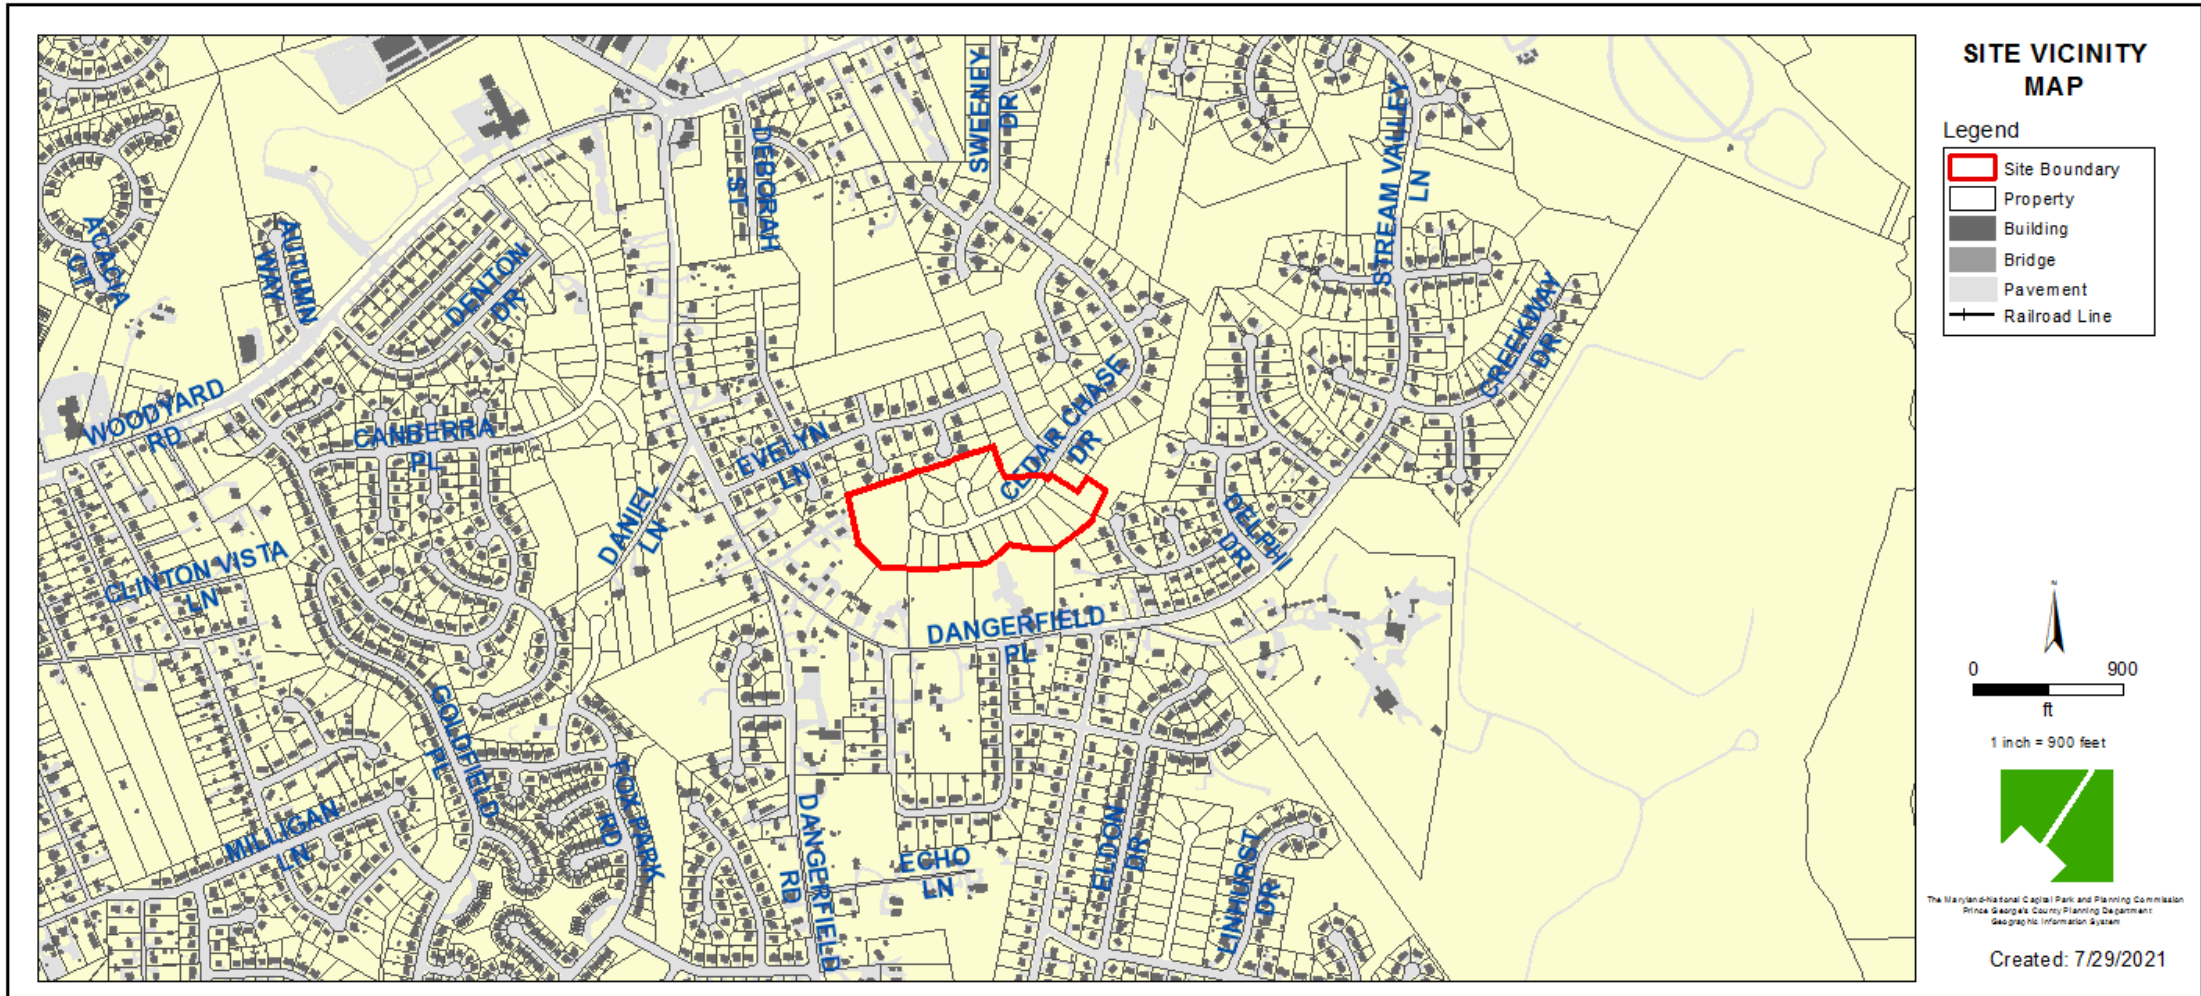 SITE VICINITY
MAP
Legend
Site Boundary
Property
Building
Bridge
Pavement
Railroad Line
SWEENEY
DR
DEBORAH
ST
STREAM VALLEY
LN
ACACIA
CT
AUTUMN
WAY
DENTON
DR
CREEKWAY
DR
CEDAR CHASE
DR
WOODYARD
RD
CANBERRA
PL
EVELYN
LN
DANIEL
LN
DELPHI
DR
CLINTON VISTA
LN
DANGERFIELD
PL
GOLDFIELD
PL
FOX PARK
RD
MILLIGAN
LN
DANGERFIELD
RD
ECHO
LN
ELDON
DR
LINHURST
DR
N
0 900
ft
1 inch = 900 feet
The Maryland-National Capital Park and Planning Commission
Prince George's County Planning Department
Geographic Information System
Created: 7/29/2021